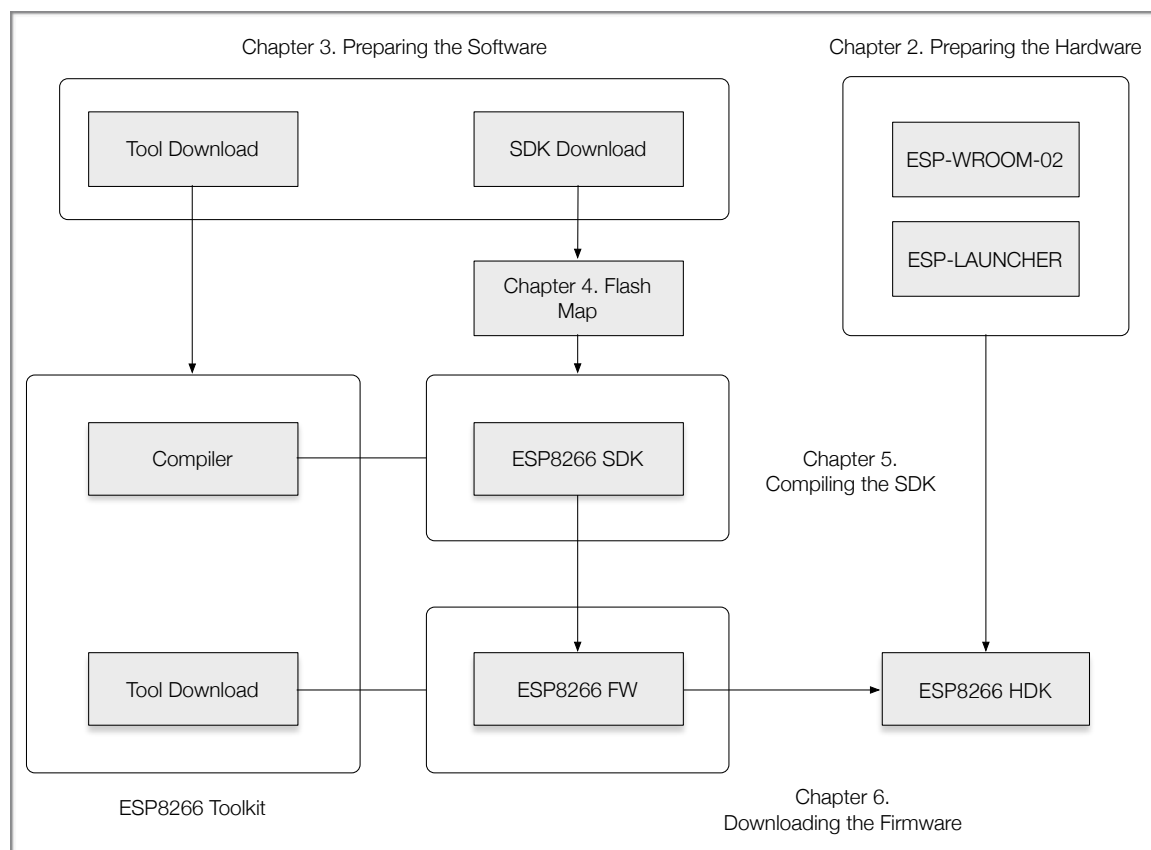 Chapter 3. Preparing the Software
Chapter 2. Preparing the Hardware
Tool Download
SDK Download
ESP-WROOM-02
ESP-LAUNCHER
Chapter 4. Flash
Map
Compiler
ESP8266 SDK
Chapter 5.
Compiling the SDK
Tool Download
ESP8266 FW
ESP8266 HDK
ESP8266 Toolkit
Chapter 6.
Downloading the Firmware